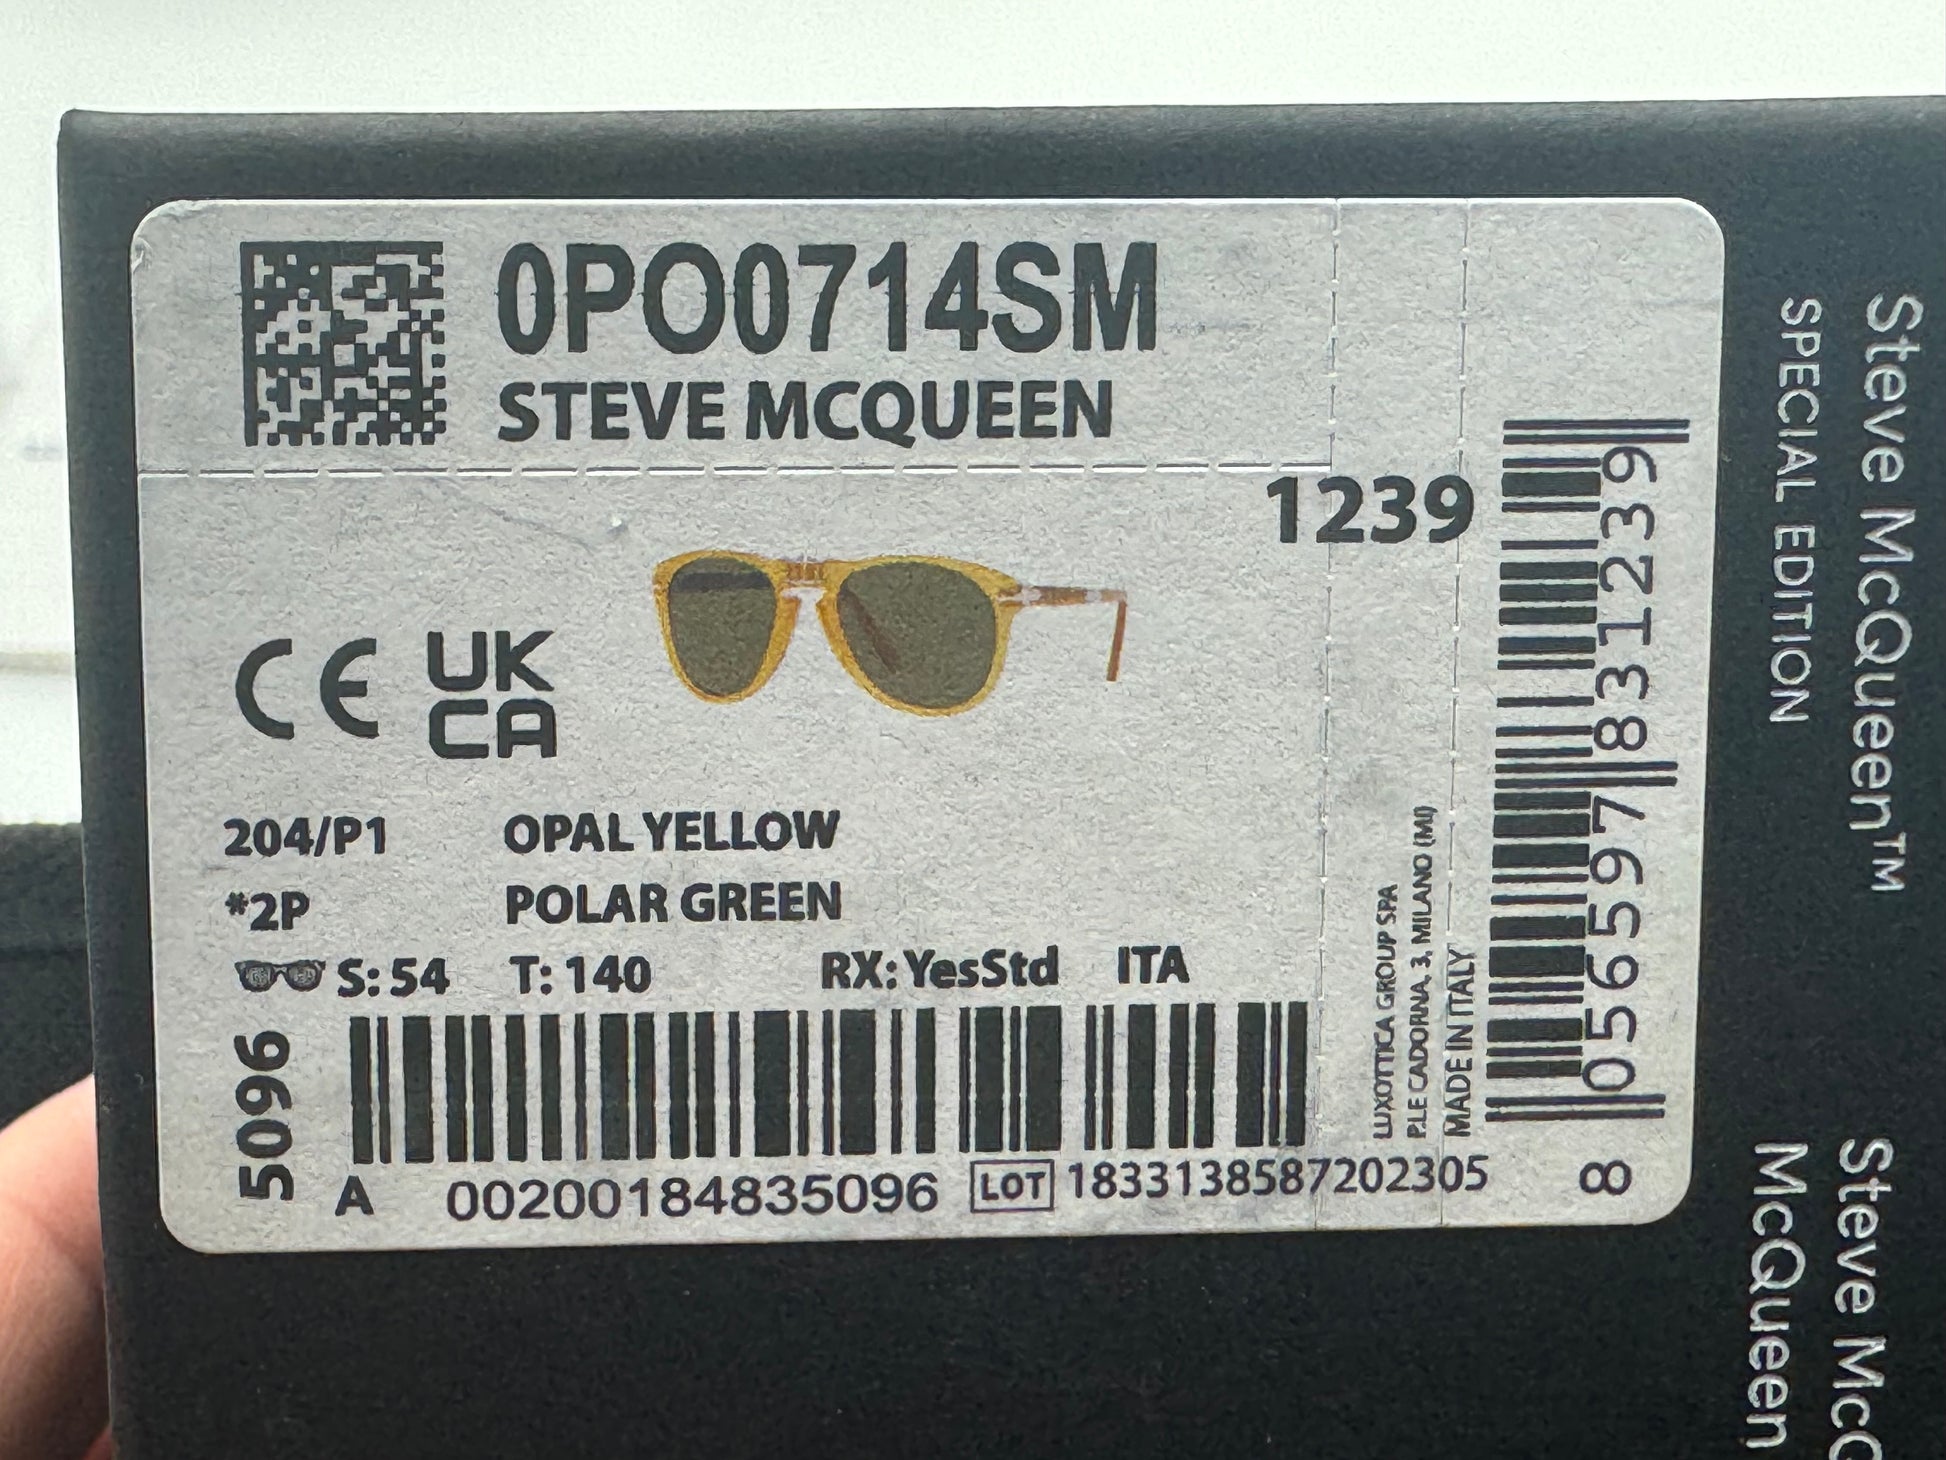 0PO0714SM
STEVE MCQUEEN
1239
CE
UK
CA
204/P1 OPAL YELLOW
*2P POLAR GREEN
S: 54 T: 140 RX: YesStd ITA
5096
A 00200184835096 LOT 1833138587202305
LUXOTTICA GROUP SPA
P.LE CADORNA, 3, MILANO (MI)
MADE IN ITALY
8 056597 831239
Steve McQueen™
SPECIAL EDITION
Steve McQ
McQueen